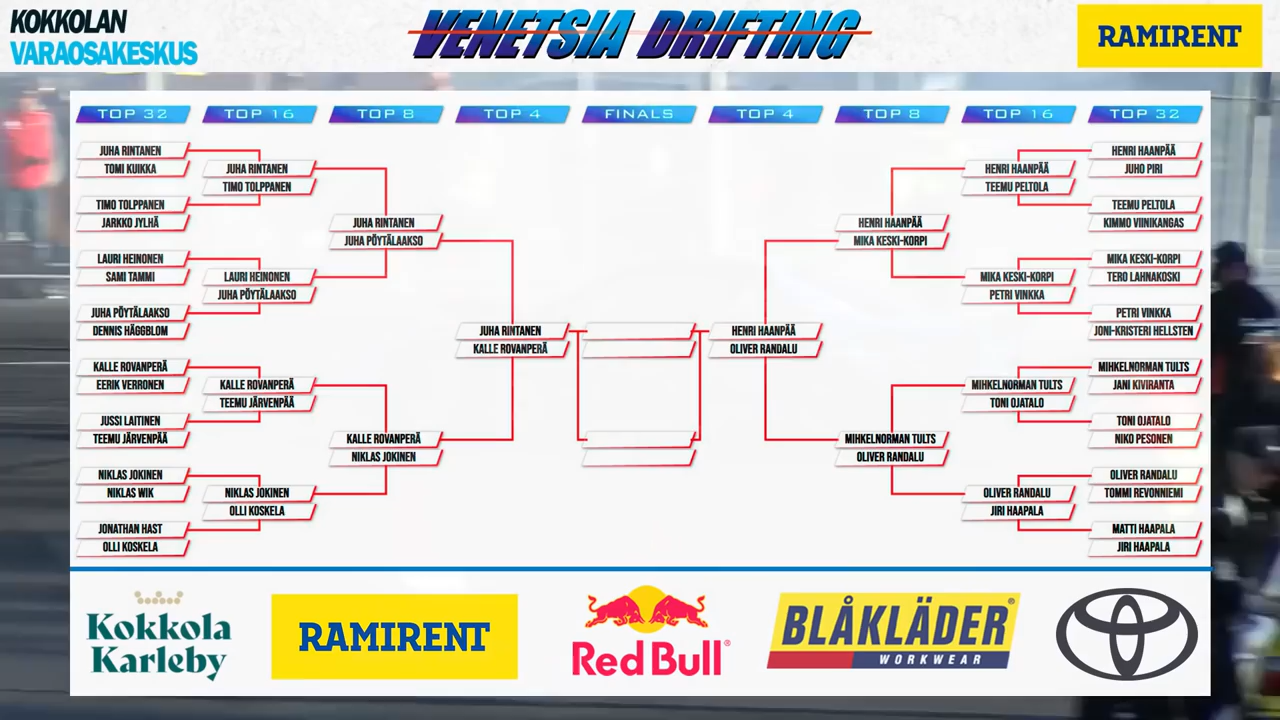 KOKKOLAN
VARAOSAKESKUS
VENETSIA DRIFTING
RAMIRENT
TOP 32
TOP 16
TOP 8
TOP 4
FINALS
TOP 4
TOP 8
TOP 16
TOP 32
JUHA RINTANEN
TOMI KUIKKA
TIMO TOLPPANEN
JARKKO JYLHÄ
LAURI HEINONEN
SAMI TAMMI
JUHA PÖYTÄLAAKSO
DENNIS HÄGGBLOM
KALLE ROVANPERÄ
EERIK VERRONEN
JUSSI LAITINEN
TEEMU JÄRVENPÄÄ
NIKLAS JOKINEN
NIKLAS WIK
JONATHAN HAST
OLLI KOSKELA
JUHA RINTANEN
TIMO TOLPPANEN
LAURI HEINONEN
JUHA PÖYTÄLAAKSO
KALLE ROVANPERÄ
TEEMU JÄRVENPÄÄ
NIKLAS JOKINEN
OLLI KOSKELA
JUHA RINTANEN
JUHA PÖYTÄLAAKSO
KALLE ROVANPERÄ
NIKLAS JOKINEN
JUHA RINTANEN
KALLE ROVANPERÄ
HENRI HAANPÄÄ
OLIVER RANDALU
HENRI HAANPÄÄ
MIKA KESKI-KORPI
MIHKELNORMAN TULTS
OLIVER RANDALU
HENRI HAANPÄÄ
TEEMU PELTOLA
MIKA KESKI-KORPI
PETRI VINKKA
MIHKELNORMAN TULTS
TONI OJATALO
OLIVER RANDALU
JIRI HAAPALA
HENRI HAANPÄÄ
JUHO PIRI
TEEMU PELTOLA
KIMMO VIINIKANGAS
MIKA KESKI-KORPI
TERO LAHNAKOSKI
PETRI VINKKA
JONI-KRISTERI HELLSTEN
MIHKELNORMAN TULTS
JANI KIVIRANTA
TONI OJATALO
NIKO PESONEN
OLIVER RANDALU
TOMMI REVONNIEMI
MATTI HAAPALA
JIRI HAAPALA
Kokkola
Karleby
RAMIRENT
Red Bull®
BLÅKLÄDER®
WORKWEAR